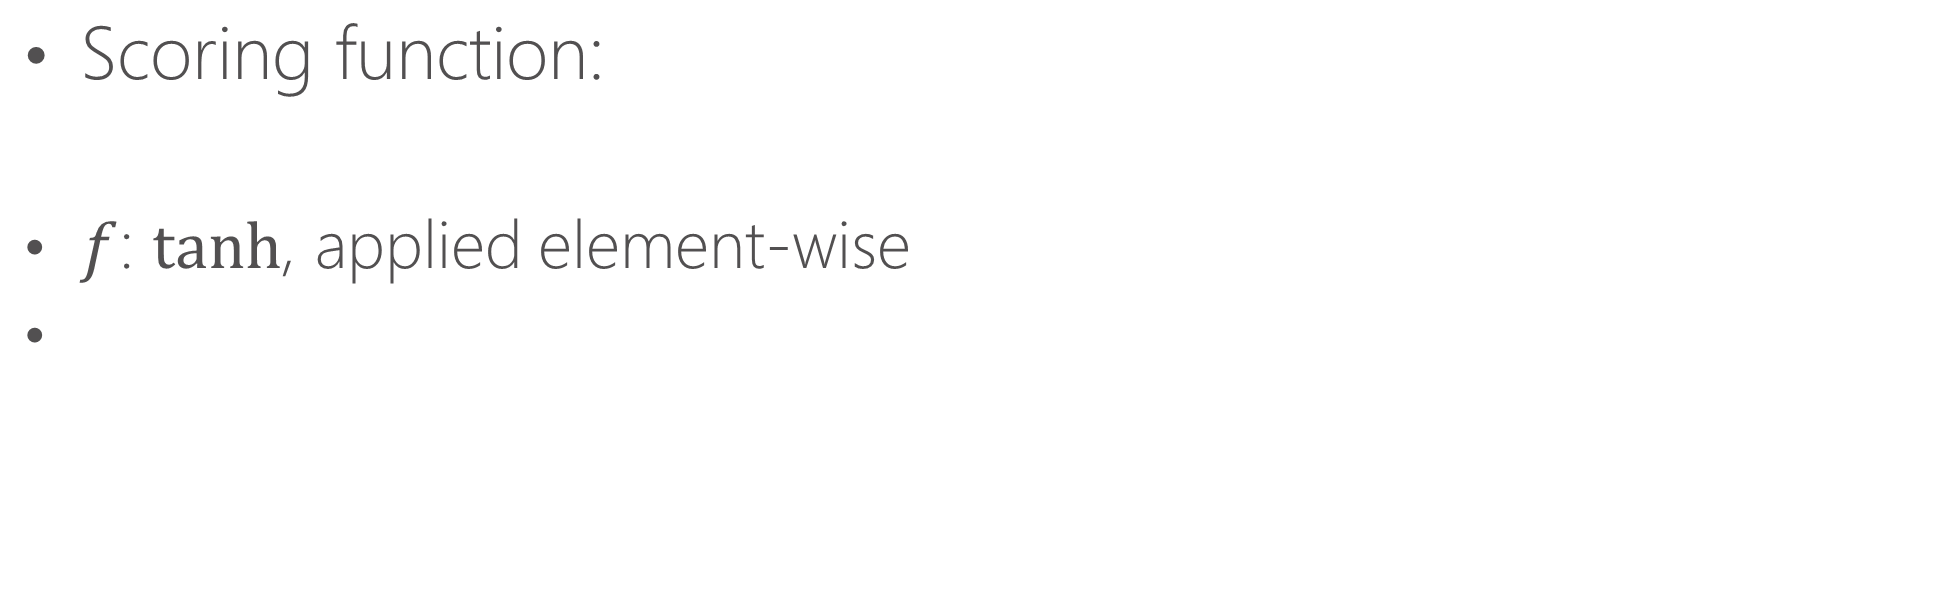 • Scoring function:
• f: tanh, applied element-wise
•